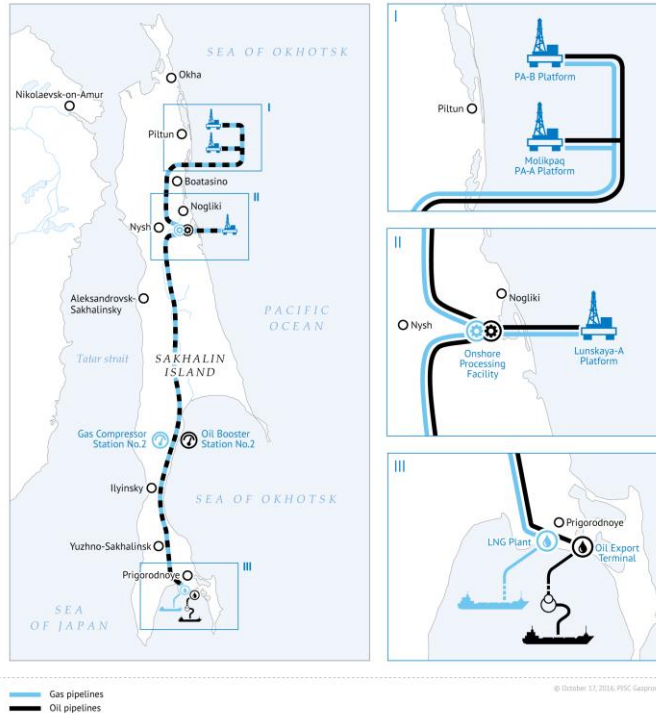 SEA OF OKHOTSK
Okha
Nikolaevsk-on-Amur
I
Piltun
Boatasino
II
Nogliki
Nysh
Aleksandrovsk-
Sakhalinsky
PACIFIC
OCEAN
Tatar strait
SAKHALIN
ISLAND
Gas Compressor
Station No.2
Oil Booster
Station No.2
Ilyinsky
SEA OF OKHOTSK
Yuzhno-Sakhalinsk
Prigorodnoye
III
SEA
OF JAPAN
I
PA-B Platform
Piltun
Molikpaq
PA-A Platform
II
Nogliki
Nysh
Onshore
Processing
Facility
Lunskaya-A
Platform
III
Prigorodnoye
LNG Plant
Oil Export
Terminal
Gas pipelines
Oil pipelines
© October 17, 2016, PJSC Gazprom